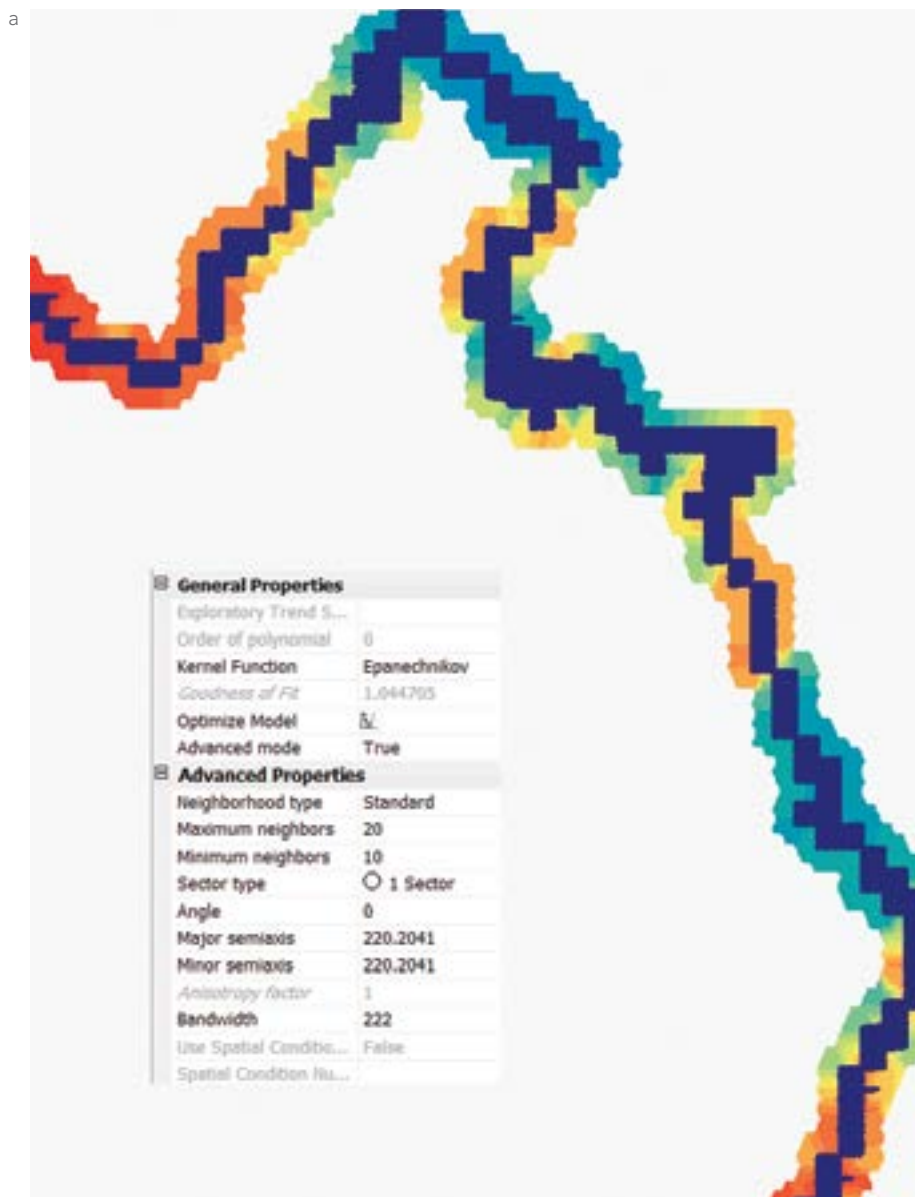 a
General Properties
Exploratory Trend S...
Order of polynomial 0
Kernel Function Epanechnikov
Goodness of Fit 1.044705
Optimize Model
Advanced mode True
Advanced Properties
Neighborhood type Standard
Maximum neighbors 20
Minimum neighbors 10
Sector type 1 Sector
Angle 0
Major semiaxis 220.2041
Minor semiaxis 220.2041
Anisotropy factor 1
Bandwidth 222
Use Spatial Conditio... False
Spatial Condition Nu...